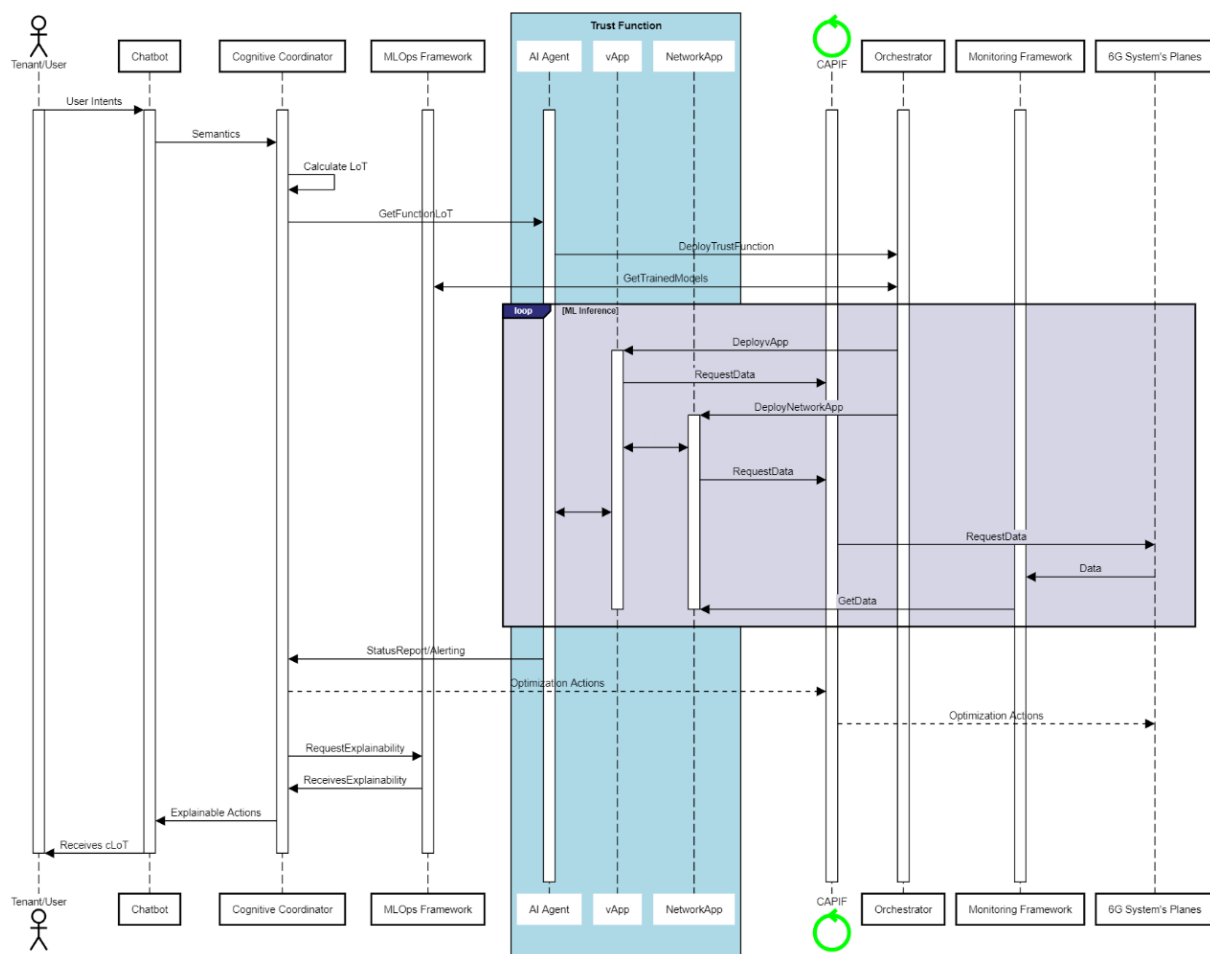 Trust Function
Tenant/User
Chatbot
Cognitive Coordinator
MLOps Framework
AI Agent
vApp
NetworkApp
CAPIF
Orchestrator
Monitoring Framework
6G System's Planes
User Intents
Semantics
Calculate LoT
GetFunctionLoT
DeployTrustFunction
GetTrainedModels
loop
[ML Inference]
DeployvApp
RequestData
DeployNetworkApp
RequestData
RequestData
Data
GetData
StatusReport/Alerting
Optimization Actions
Optimization Actions
RequestExplainability
ReceivesExplainability
Explainable Actions
Receives cLoT
Tenant/User
Chatbot
Cognitive Coordinator
MLOps Framework
AI Agent
vApp
NetworkApp
CAPIF
Orchestrator
Monitoring Framework
6G System's Planes